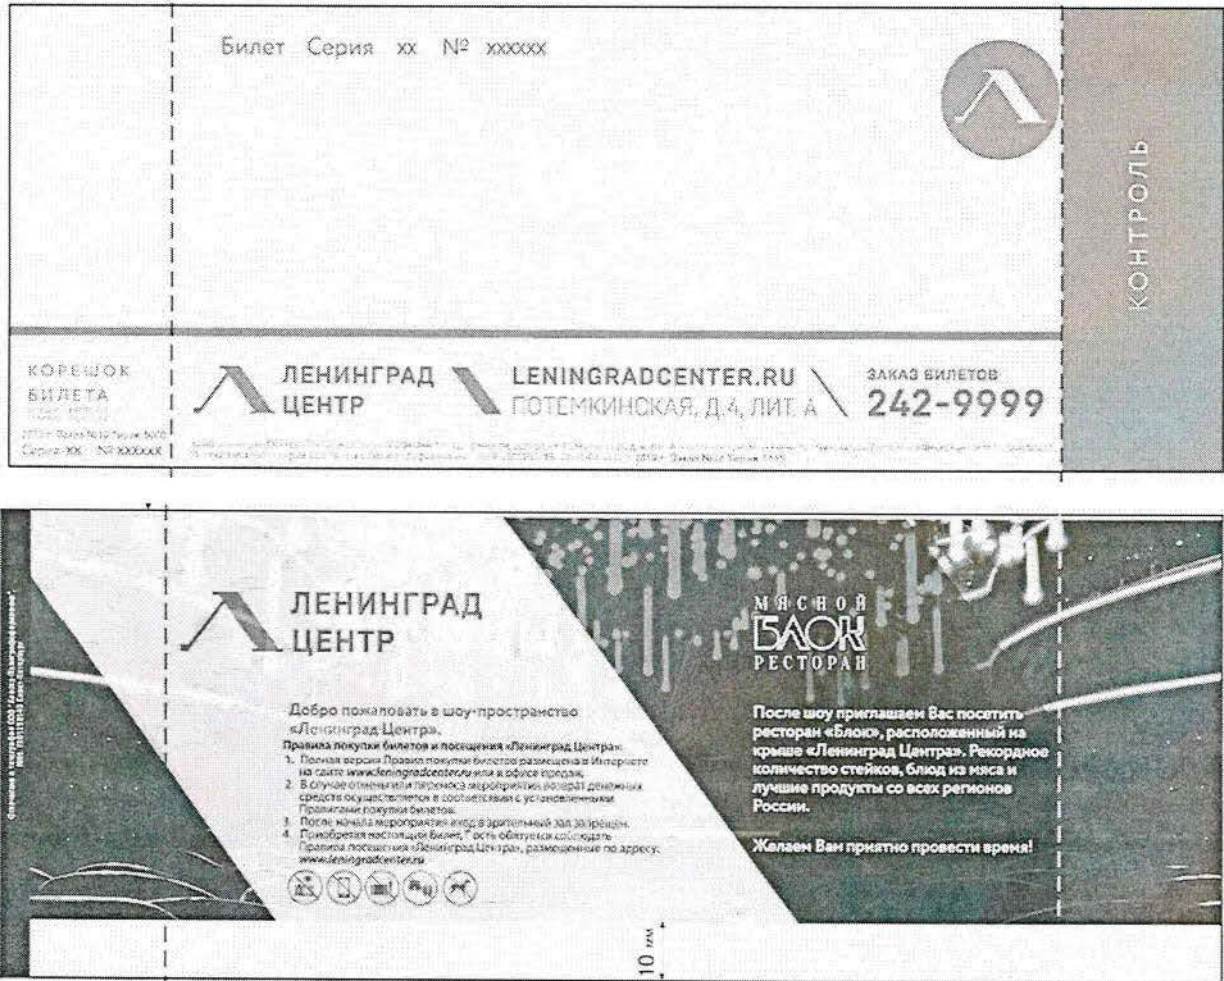 Билет Серия xx № xxxxxx
КОНТРОЛЬ
КОРЕШОК
БИЛЕТА
Серия XX № XXXXXX
ЛЕНИНГРАД
ЦЕНТР
LENINGRADCENTER.RU
ПОТЕМКИНСКАЯ, Д.4, ЛИТ. А
ЗАКАЗ БИЛЕТОВ
242-9999
ЛЕНИНГРАД
ЦЕНТР
Добро пожаловать в шоу-пространство
«Ленинград Центр».
Правила покупки билетов и посещения «Ленинград Центра»:
1. Полная версия Правил покупки билетов размещена в Интернете
на сайте www.leningradcenter.ru или в офисе продаж.
2. В случае отмены или переноса мероприятия возврат денежных
средств осуществляется в соответствии с установленными
Правилами покупки билетов.
3. После начала мероприятия вход в зрительный зал запрещен.
4. Приобретая настоящий Билет, Гость обязуется соблюдать
Правила посещения «Ленинград Центра», размещенные по адресу:
www.leningradcenter.ru
МЯСНОЙ
БЛОК
РЕСТОРАН
После шоу приглашаем Вас посетить
ресторан «Блок», расположенный на
крыше «Ленинград Центра». Рекордное
количество стейков, блюд из мяса и
лучшие продукты со всех регионов
России.
Желаем Вам приятно провести время!
10 мм